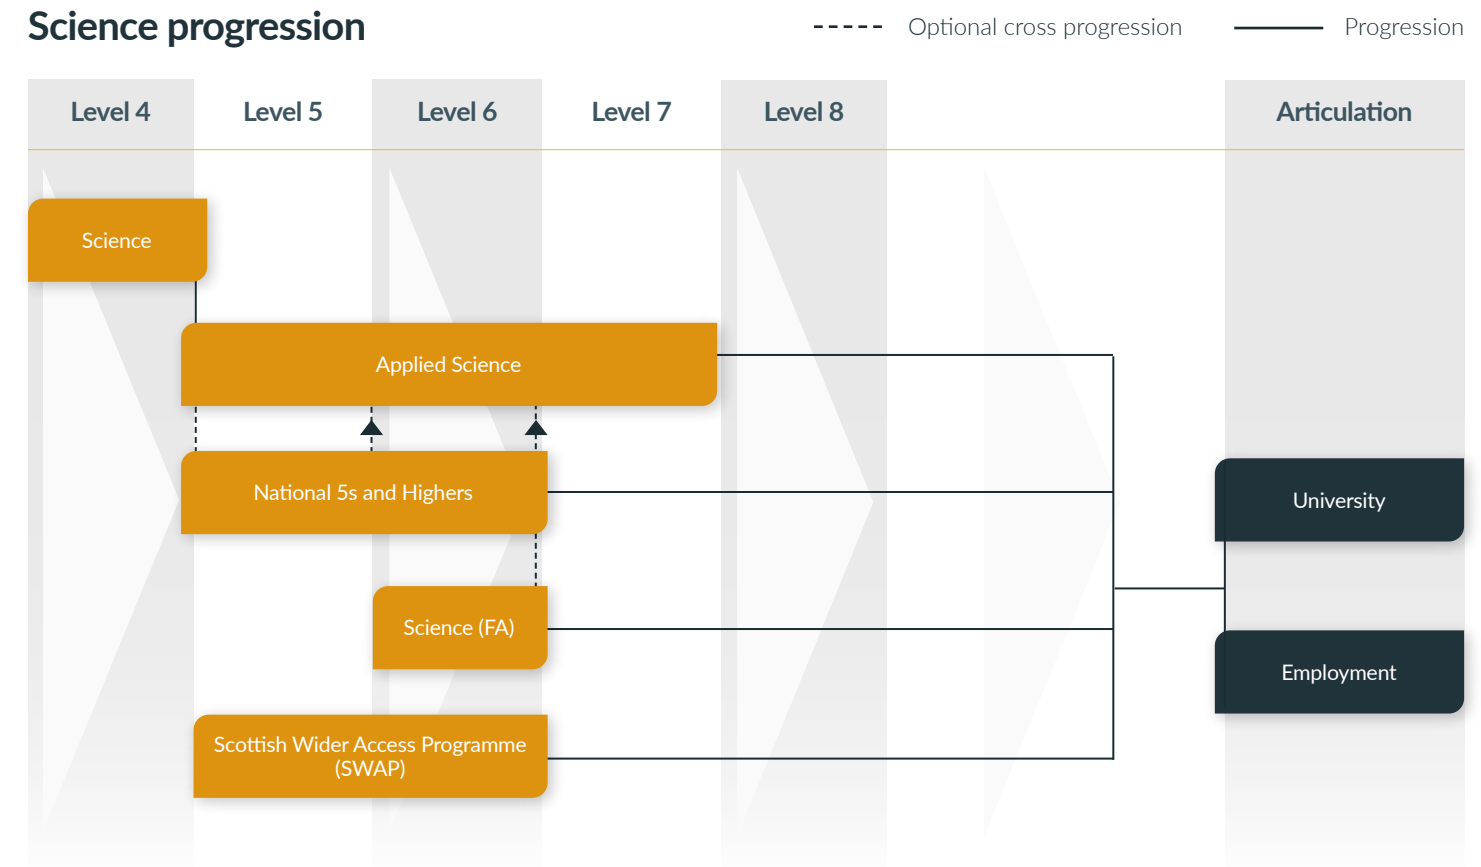 Science progression
Optional cross progression
Progression
Level 4
Level 5
Level 6
Level 7
Level 8
Articulation
Science
Applied Science
National 5s and Highers
University
Science (FA)
Employment
Scottish Wider Access Programme
(SWAP)